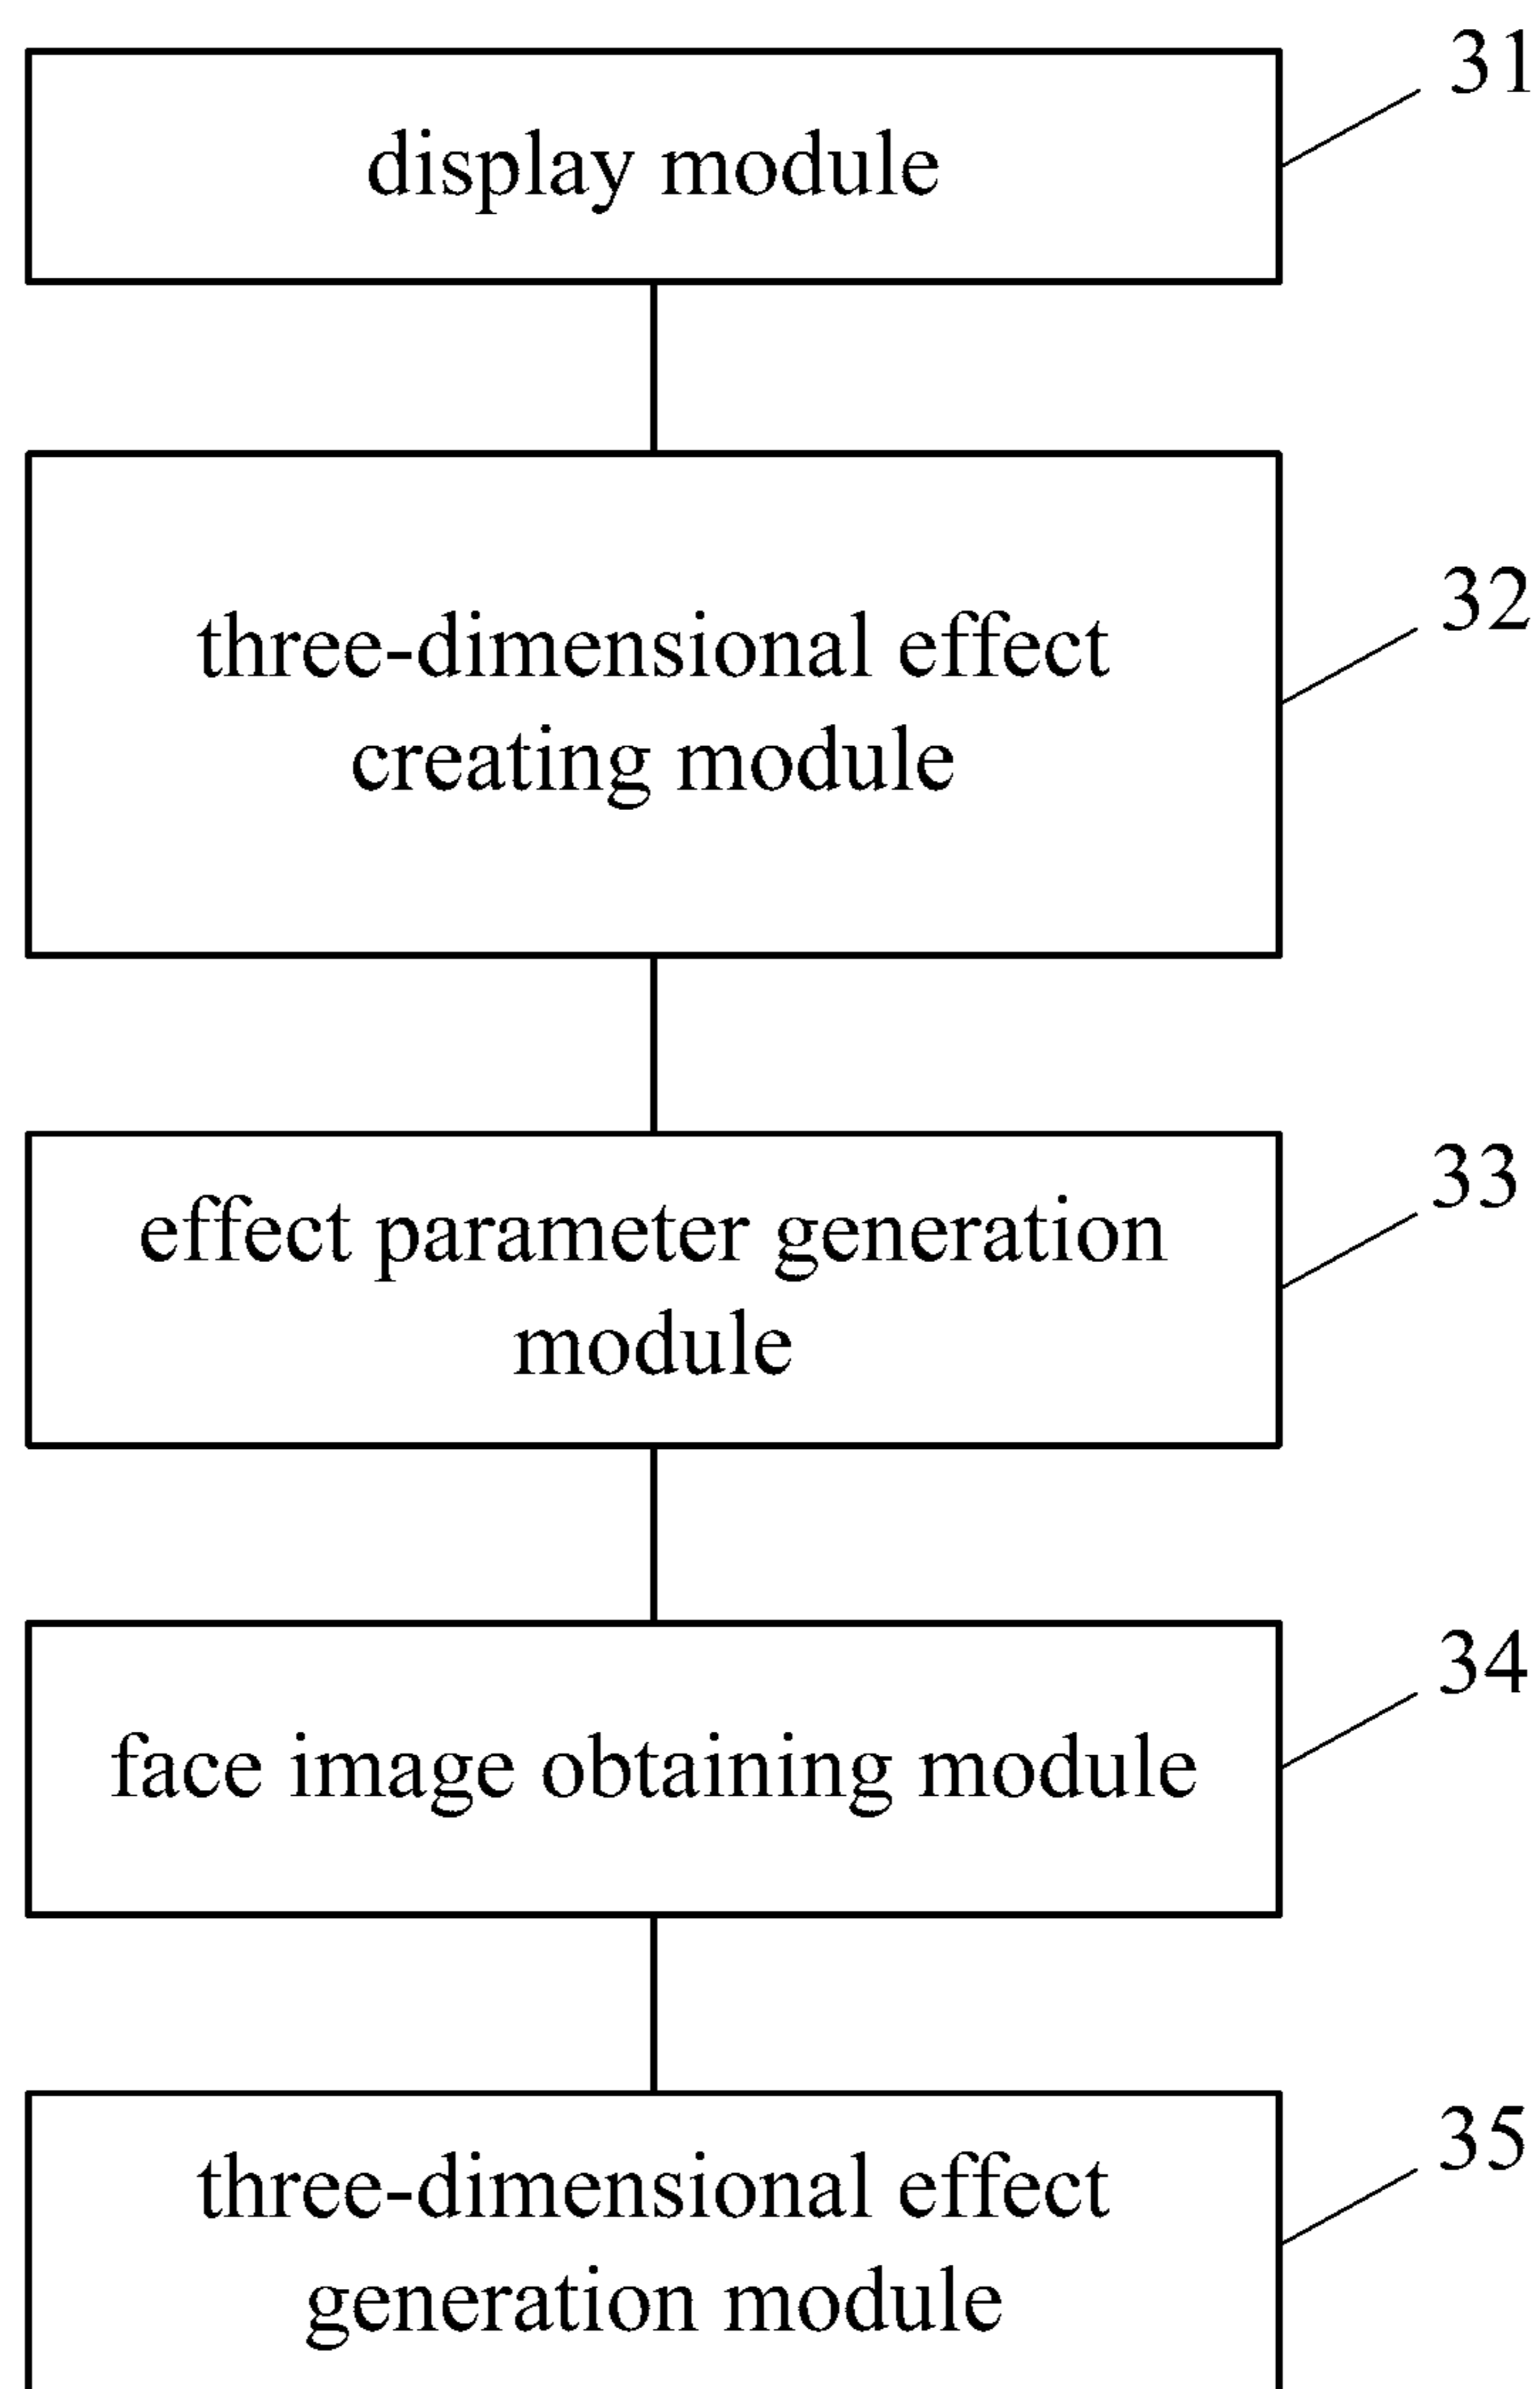 31
display module
32
three-dimensional effect
creating module
33
effect parameter generation
module
34
face image obtaining module
35
three-dimensional effect
generation module